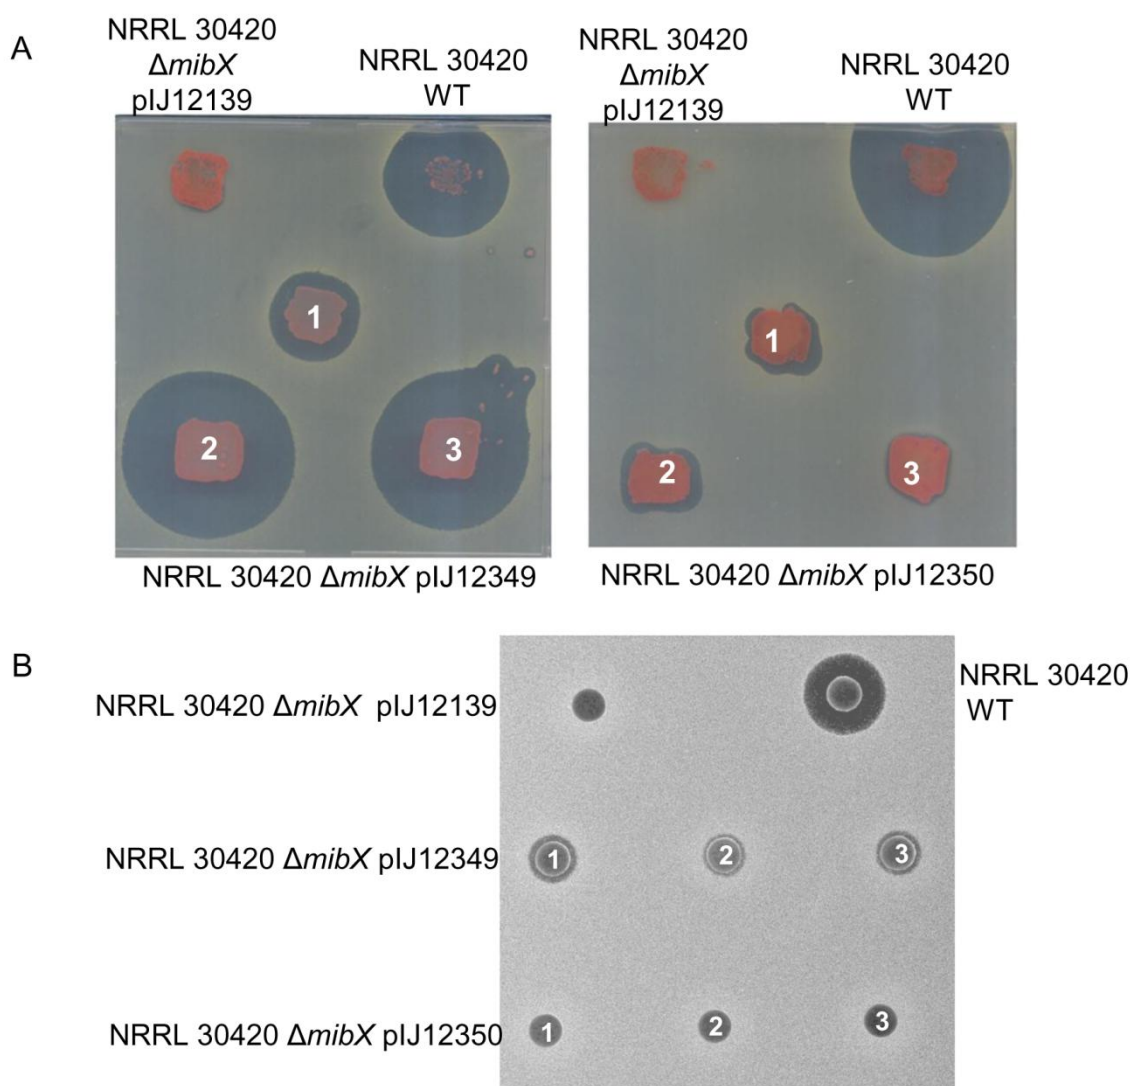 A
NRRL 30420
ΔmibX
pIJ12139
NRRL 30420
WT
NRRL 30420
ΔmibX
pIJ12139
NRRL 30420
WT
1
2
3
1
2
3
NRRL 30420 ΔmibX pIJ12349
NRRL 30420 ΔmibX pIJ12350
B
NRRL 30420 ΔmibX pIJ12139
NRRL 30420
WT
NRRL 30420 ΔmibX pIJ12349
1
2
3
NRRL 30420 ΔmibX pIJ12350
1
2
3